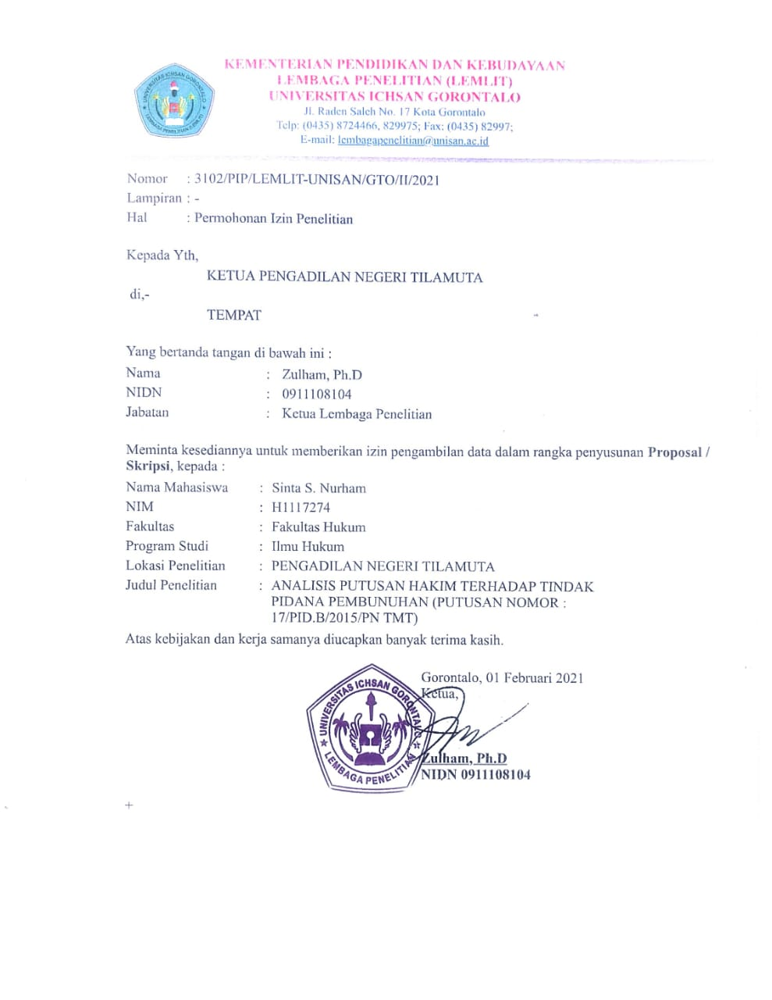 KEMENTERIAN PENDIDIKAN DAN KEBUDAYAAN
LEMBAGA PENELITIAN (LEMLIT)
UNIVERSITAS ICHSAN GORONTALO
Jl. Raden Saleh No. 17 Kota Gorontalo
Telp: (0435) 8724466, 829975; Fax: (0435) 82997;
E-mail: lembagapenelitian@unisan.ac.id
UNIVERSITAS ICHSAN GORONTALO
LEMBAGA PENELITIAN (LEMLIT)
Nomor : 3102/PIP/LEMLIT-UNISAN/GTO/II/2021
Lampiran : -
Hal : Permohonan Izin Penelitian
Kepada Yth,
KETUA PENGADILAN NEGERI TILAMUTA
di,-
TEMPAT
Yang bertanda tangan di bawah ini :
Nama : Zulham, Ph.D
NIDN : 0911108104
Jabatan : Ketua Lembaga Penelitian
Meminta kesediannya untuk memberikan izin pengambilan data dalam rangka penyusunan Proposal /
Skripsi, kepada :
Nama Mahasiswa : Sinta S. Nurham
NIM : H1117274
Fakultas : Fakultas Hukum
Program Studi : Ilmu Hukum
Lokasi Penelitian : PENGADILAN NEGERI TILAMUTA
Judul Penelitian : ANALISIS PUTUSAN HAKIM TERHADAP TINDAK
PIDANA PEMBUNUHAN (PUTUSAN NOMOR :
17/PID.B/2015/PN TMT)
Atas kebijakan dan kerja samanya diucapkan banyak terima kasih.
Gorontalo, 01 Februari 2021
Ketua,
UNIVERSITAS ICHSAN GORONTALO
LEMBAGA PENELITIAN
Zulham, Ph.D
NIDN 0911108104
+